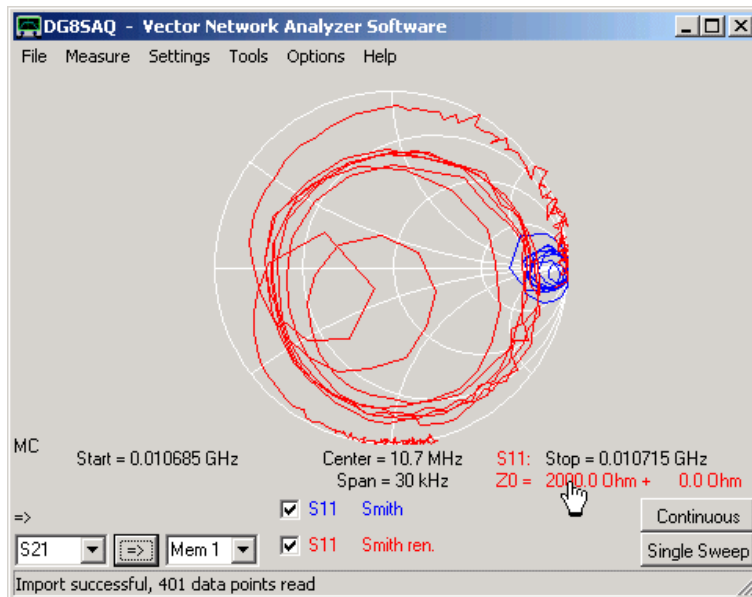 DG8SAQ - Vector Network Analyzer Software
File Measure Settings Tools Options Help
MC
Start = 0.010685 GHz
Center = 10.7 MHz
Span = 30 kHz
S11: Stop = 0.010715 GHz
Z0 = 2000.0 Ohm + 0.0 Ohm
=>
S11 Smith
Continuous
S21 => Mem 1
S11 Smith ren.
Single Sweep
Import successful, 401 data points read